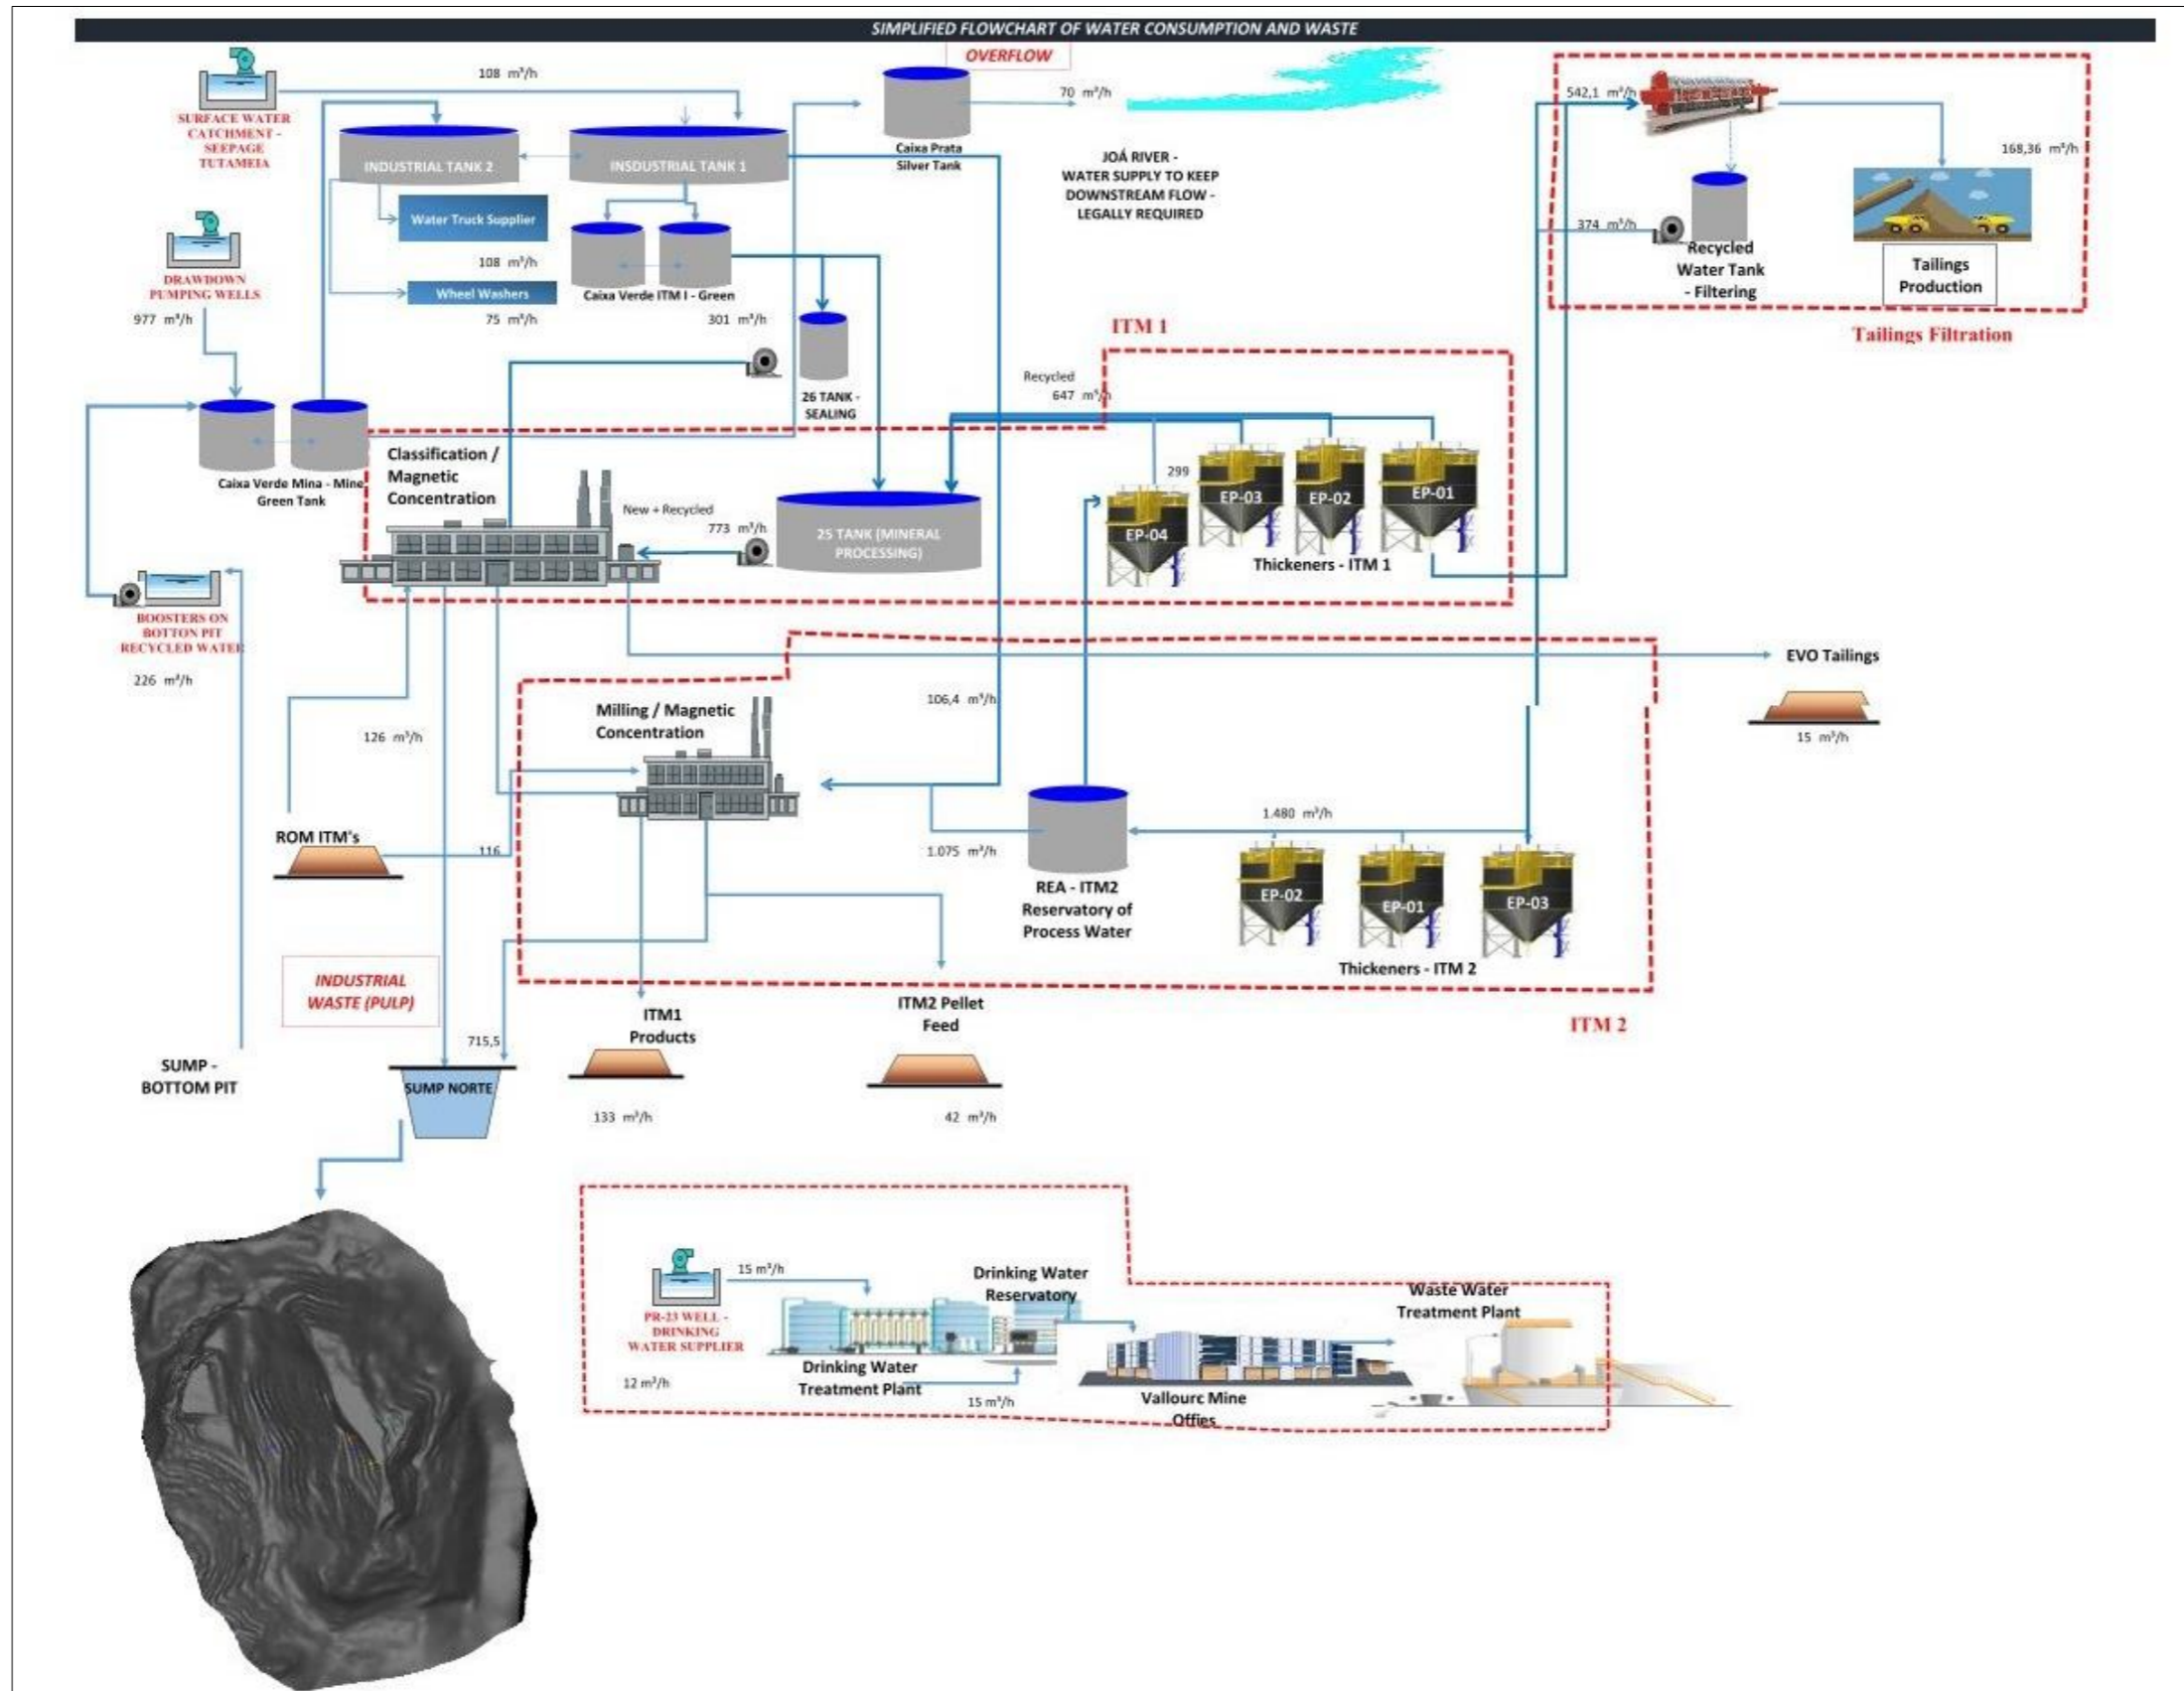 SIMPLIFIED FLOWCHART OF WATER CONSUMPTION AND WASTE
OVERFLOW
SURFACE WATER
CATCHMENT -
SEEPAGE
TUTAMEIA
108 m³/h
INDUSTRIAL TANK 2
INSDUSTRIAL TANK 1
Caixa Prata
Silver Tank
70 m³/h
JOÁ RIVER -
WATER SUPPLY TO KEEP
DOWNSTREAM FLOW -
LEGALLY REQUIRED
542,1 m³/h
168,36 m³/h
374 m³/h
Recycled
Water Tank
- Filtering
Tailings
Production
Tailings Filtration
Water Truck Supplier
108 m³/h
Wheel Washers
75 m³/h
Caixa Verde ITM I - Green
301 m³/h
DRAWDOWN
PUMPING WELLS
977 m³/h
26 TANK -
SEALING
ITM 1
Recycled
647 m³/h
Caixa Verde Mina - Mine
Green Tank
Classification /
Magnetic
Concentration
New + Recycled
773 m³/h
25 TANK (MINERAL
PROCESSING)
299
EP-04
EP-03
EP-02
EP-01
Thickeners - ITM 1
BOOSTERS ON
BOTTON PIT
RECYCLED WATER
226 m³/h
EVO Tailings
15 m³/h
126 m³/h
Milling / Magnetic
Concentration
106,4 m³/h
ROM ITM's
116
1.075 m³/h
1.480 m³/h
REA - ITM2
Reservatory of
Process Water
EP-02
EP-01
EP-03
Thickeners - ITM 2
ITM 2
INDUSTRIAL
WASTE (PULP)
715,5
SUMP -
BOTTOM PIT
SUMP NORTE
ITM1
Products
133 m³/h
ITM2 Pellet
Feed
42 m³/h
PR-23 WELL -
DRINKING
WATER SUPPLIER
12 m³/h
15 m³/h
Drinking Water
Treatment Plant
15 m³/h
Drinking Water
Reservatory
Vallourc Mine
Offies
Waste Water
Treatment Plant